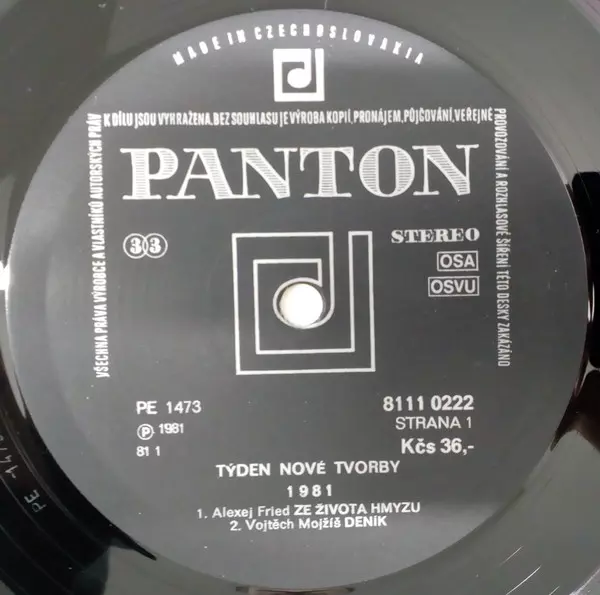 MADE IN CZECHOSLOVAKIA
VŠECHNA PRÁVA VÝROBCE A VLASTNÍKŮ AUTORSKÝCH PRÁV
K DÍLU JSOU VYHRAŽENA. BEZ SOUHLASU JE VÝROBA KOPIÍ, PRONÁJEM, PŮJČOVÁNÍ, VEŘEJNÉ
PROVOZOVÁNÍ A ROZHLASOVÉ ŠÍŘENÍ TÉTO DESKY ZAKÁZÁNO
PANTON
33
STEREO
OSA
OSVU
PE 1473
8111 0222
Ⓟ 1981
STRANA 1
81 1
Kčs 36,-
TÝDEN NOVÉ TVORBY
1981
1. Alexej Fried ZE ŽIVOTA HMYZU
2. Vojtěch Mojžíš DENÍK